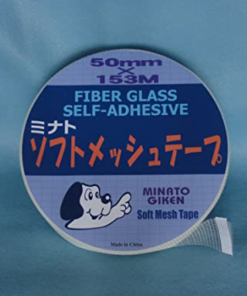 50mm
×
153M
FIBER GLASS
SELF-ADHESIVE
ミナト
ソフトメッシュテープ
MINATO
GIKEN
Soft Mesh Tape
Made in China